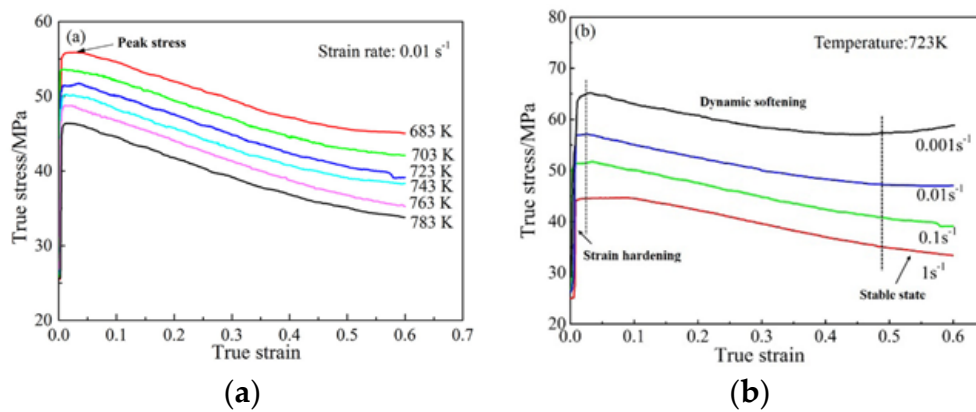 (a)
Peak stress
Strain rate: 0.01 s⁻¹
683 K
703 K
723 K
743 K
763 K
783 K
True stress/MPa
60
50
40
30
20
0.0 0.1 0.2 0.3 0.4 0.5 0.6 0.7
True strain
(a)
(b)
Temperature:723K
Dynamic softening
0.001s⁻¹
0.01s⁻¹
0.1s⁻¹
1s⁻¹
Strain hardening
Stable state
True stress/MPa
80
70
60
50
40
30
20
0.0 0.1 0.2 0.3 0.4 0.5 0.6
True strain
(b)